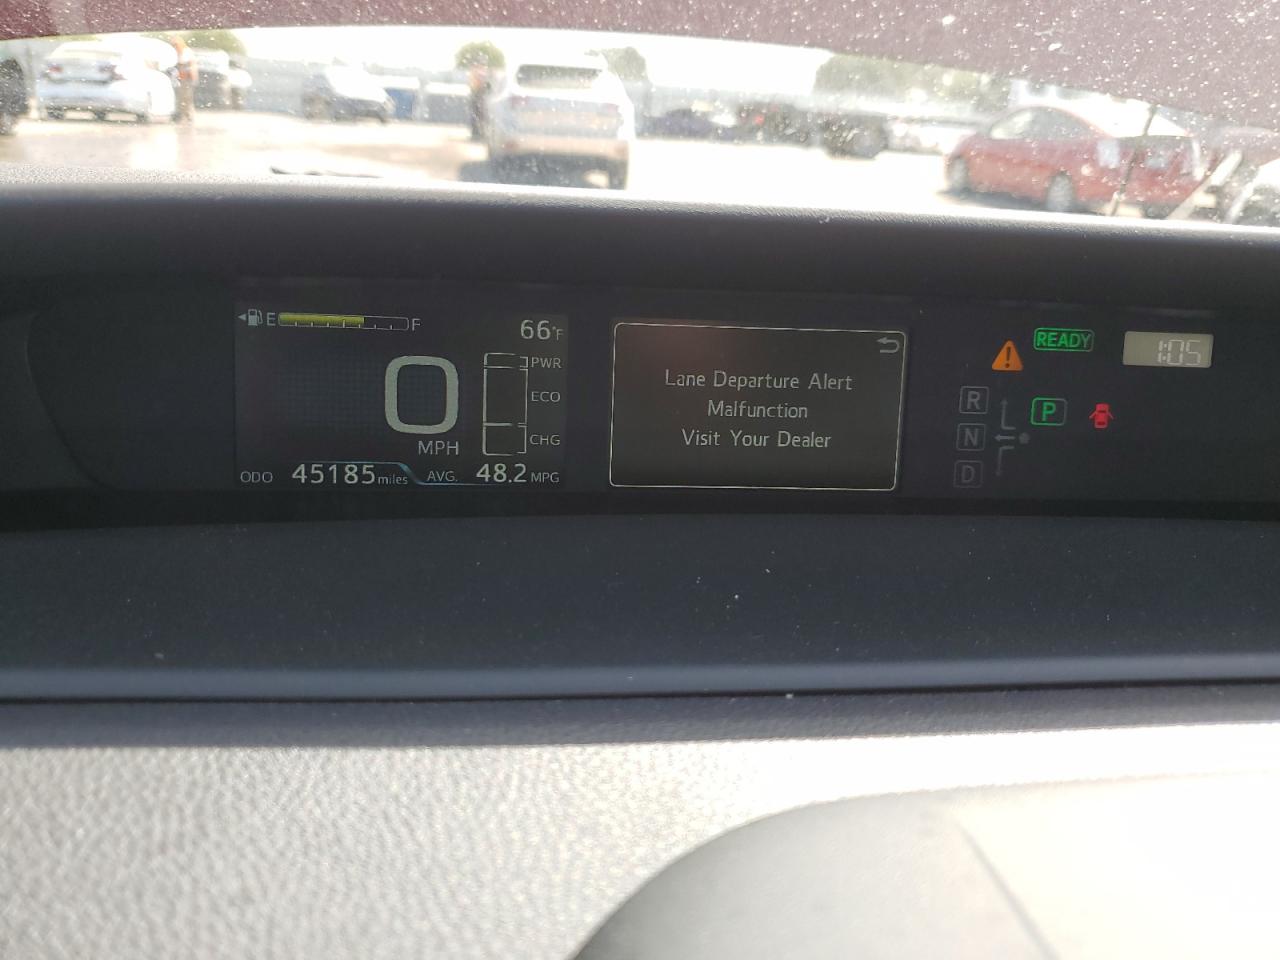 E F
66°F
0
MPH
PWR
ECO
CHG
ODO 45185 miles AVG. 48.2 MPG
Lane Departure Alert
Malfunction
Visit Your Dealer
READY
1:05
R
P
N
D